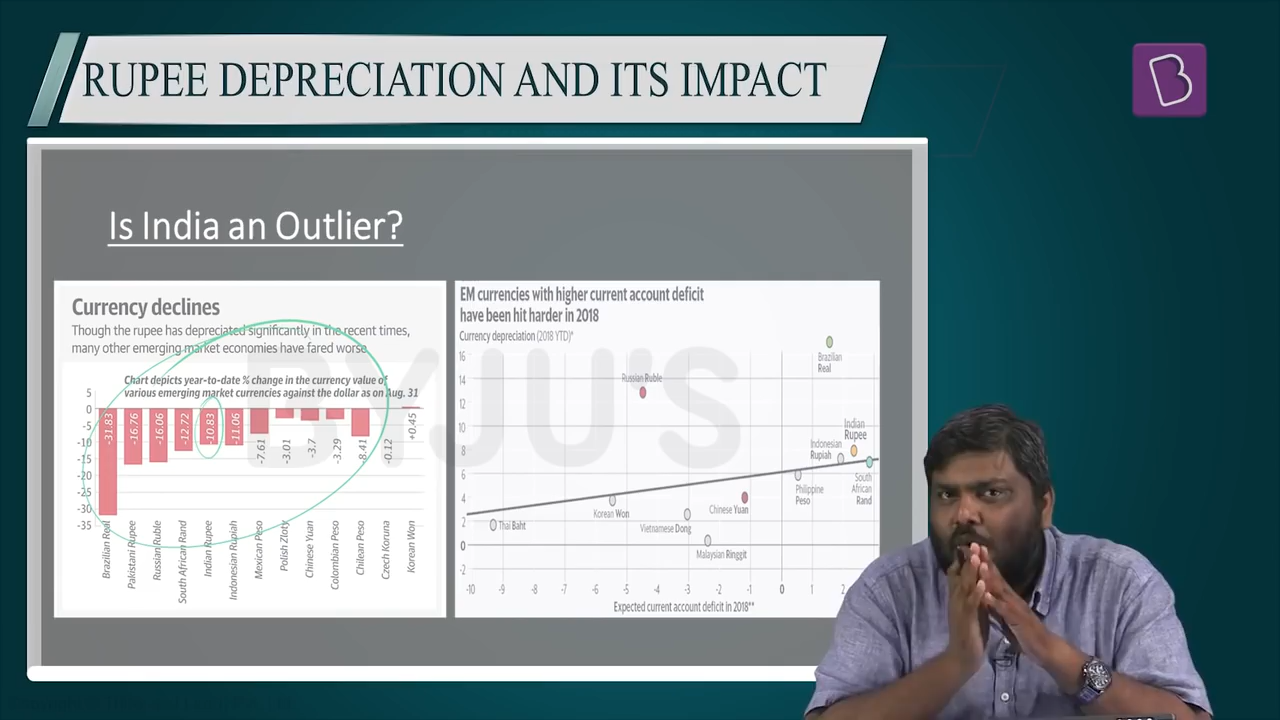 RUPEE DEPRECIATION AND ITS IMPACT
B
Is India an Outlier?
Currency declines
Though the rupee has depreciated significantly in the recent times,
many other emerging market economies have fared worse
Chart depicts year-to-date % change in the currency value of
various emerging market currencies against the dollar as on Aug. 31
5
0
-5
-10
-15
-20
-25
-30
-35
-31.83
-16.76
-16.06
-12.72
-10.83
-11.06
-7.61
-3.01
-3.7
-3.29
-8.41
-0.12
+0.45
Brazilian Real
Pakistani Rupee
Russian Ruble
South African Rand
Indian Rupee
Indonesian Rupiah
Mexican Peso
Polish Zloty
Chinese Yuan
Colombian Peso
Chilean Peso
Czech Koruna
Korean Won
EM currencies with higher current account deficit
have been hit harder in 2018
Currency depreciation (2018 YTD)*
16
14
12
10
8
6
4
2
0
-2
Brazilian
Real
Russian Ruble
Indian
Rupee
Indonesian
Rupiah
South
African
Rand
Philippine
Peso
Korean Won
Chinese Yuan
Thai Baht
Vietnamese Dong
Malaysian Ringgit
-10 -9 -8 -7 -6 -5 -4 -3 -2 -1 0 1 2
Expected current account deficit in 2018**
BYJU'S